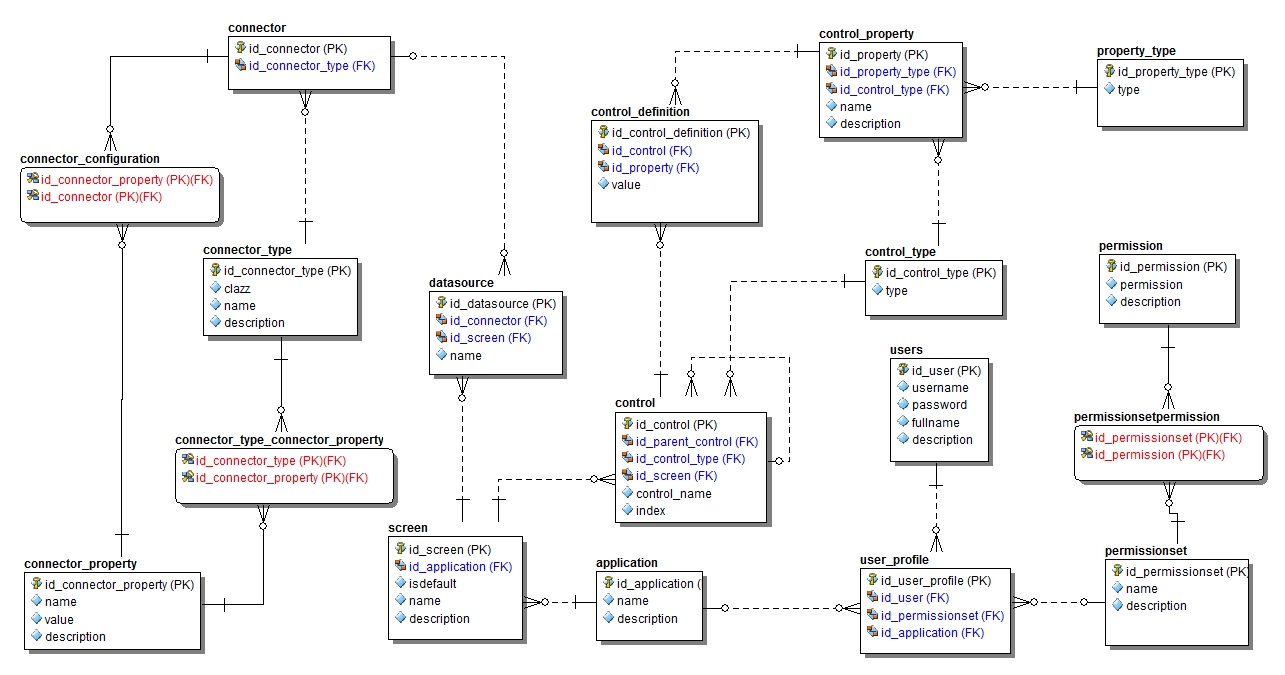 connector
id_connector (PK)
id_connector_type (FK)
connector_configuration
id_connector_property (PK)(FK)
id_connector (PK)(FK)
connector_type
id_connector_type (PK)
clazz
name
description
datasource
id_datasource (PK)
id_connector (FK)
id_screen (FK)
name
connector_type_connector_property
id_connector_type (PK)(FK)
id_connector_property (PK)(FK)
connector_property
id_connector_property (PK)
name
value
description
control_property
id_property (PK)
id_property_type (FK)
id_control_type (FK)
name
description
property_type
id_property_type (PK)
type
control_definition
id_control_definition (PK)
id_control (FK)
id_property (FK)
value
control_type
id_control_type (PK)
type
permission
id_permission (PK)
permission
description
users
id_user (PK)
username
password
fullname
description
control
id_control (PK)
id_parent_control (FK)
id_control_type (FK)
id_screen (FK)
control_name
index
permissionsetpermission
id_permissionset (PK)(FK)
id_permission (PK)(FK)
screen
id_screen (PK)
id_application (FK)
isdefault
name
description
application
id_application (
name
description
user_profile
id_user_profile (PK)
id_user (FK)
id_permissionset (FK)
id_application (FK)
permissionset
id_permissionset (PK)
name
description